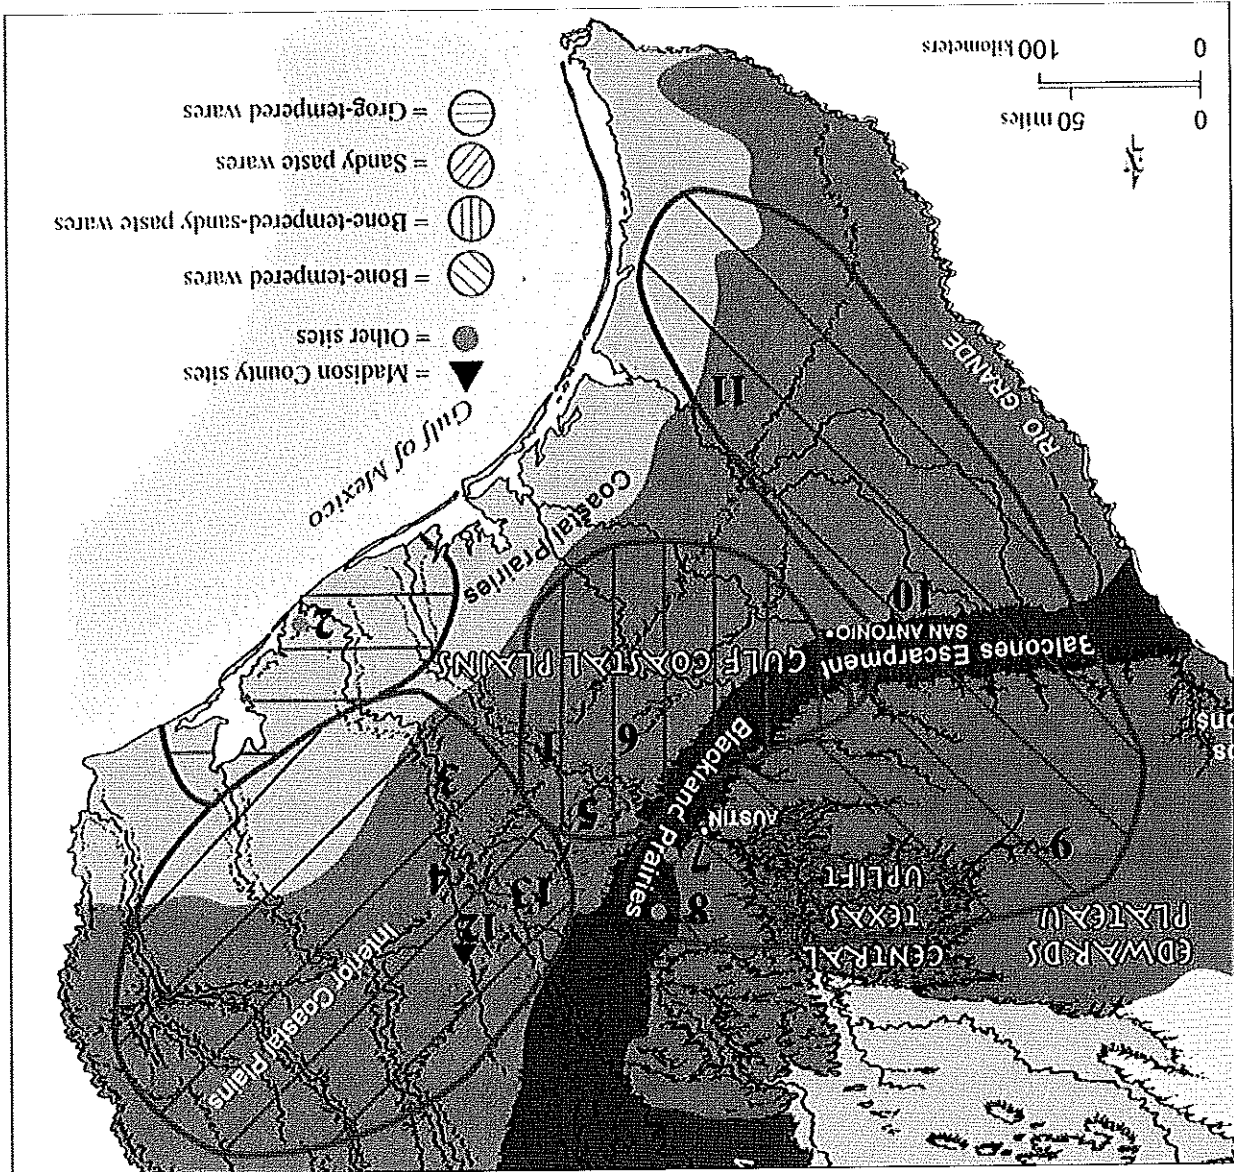 EDWARDS
PLATEAU
CENTRAL
TEXAS
UPLIFT
Interior Coastal Plains
12
13
8
4
9
7
AUSTIN
Blackland Prairies
5
3
6
1
GULF COASTAL PLAINS
Balcones Escarpment
SAN ANTONIO
2
10
Coastal Prairies
RIO GRANDE
11
Gulf of Mexico
= Madison County sites
= Other sites
= Bone-tempered wares
= Bone-tempered-sandy paste wares
= Sandy paste wares
= Grog-tempered wares
0 50 miles
0 100 kilometers